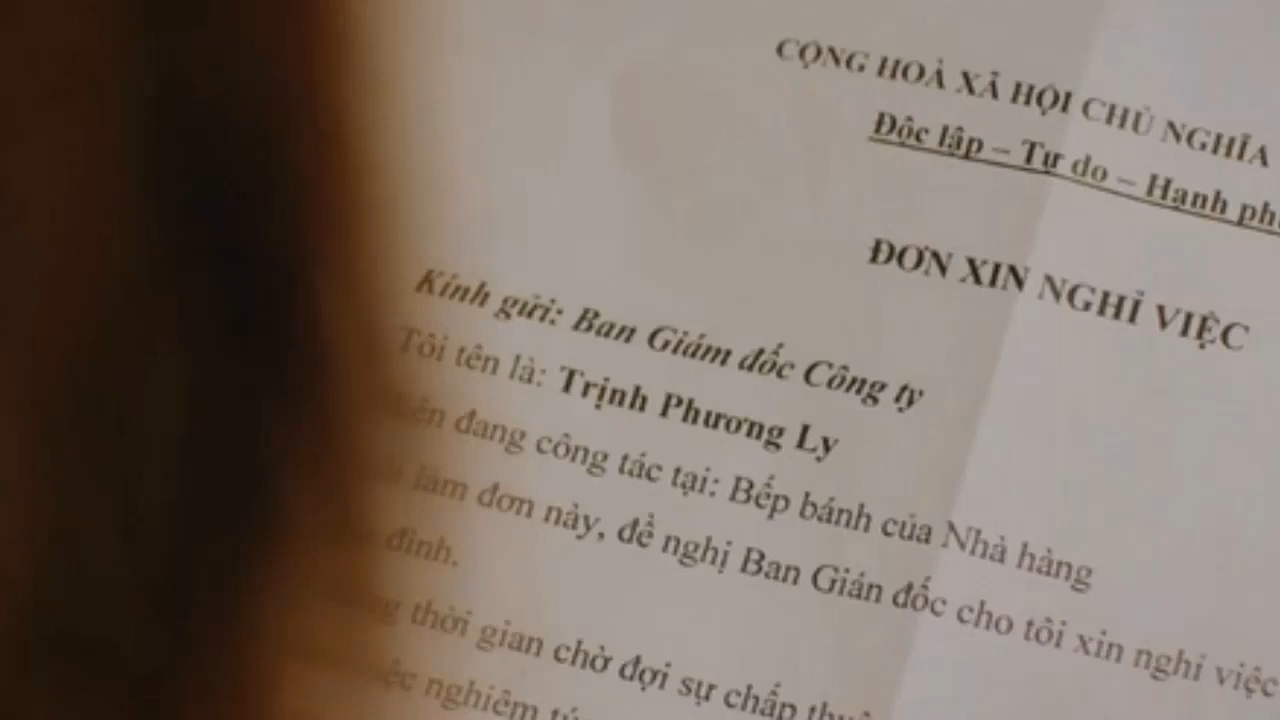 CỘNG HOÀ XÃ HỘI CHỦ NGHĨA
Độc lập – Tự do – Hạnh
ĐƠN XIN NGHỈ VIỆC
Kính gửi: Ban Giám đốc Công ty
Tôi tên là: Trịnh Phương Ly
đang công tác tại: Bếp bánh của Nhà hàng
làm đơn này, đề nghị Ban Gián đốc cho tôi xin nghỉ việc
đình.
thời gian chờ đợi sự chấp
nghiêm